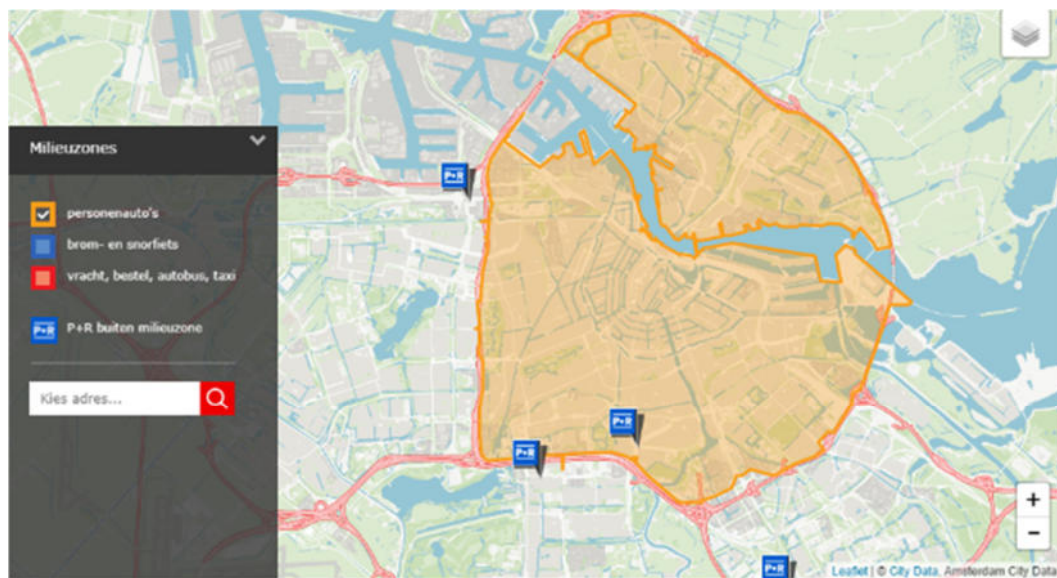 Milieuzones
P+R
personenauto's
brom- en snorfiets
vracht, bestel, autobus, taxi
P+R
P+R buiten milieuzone
Kies adres...
P+R
P+R
P+R
+
−
Leaflet | © City Data, Amsterdam City Data